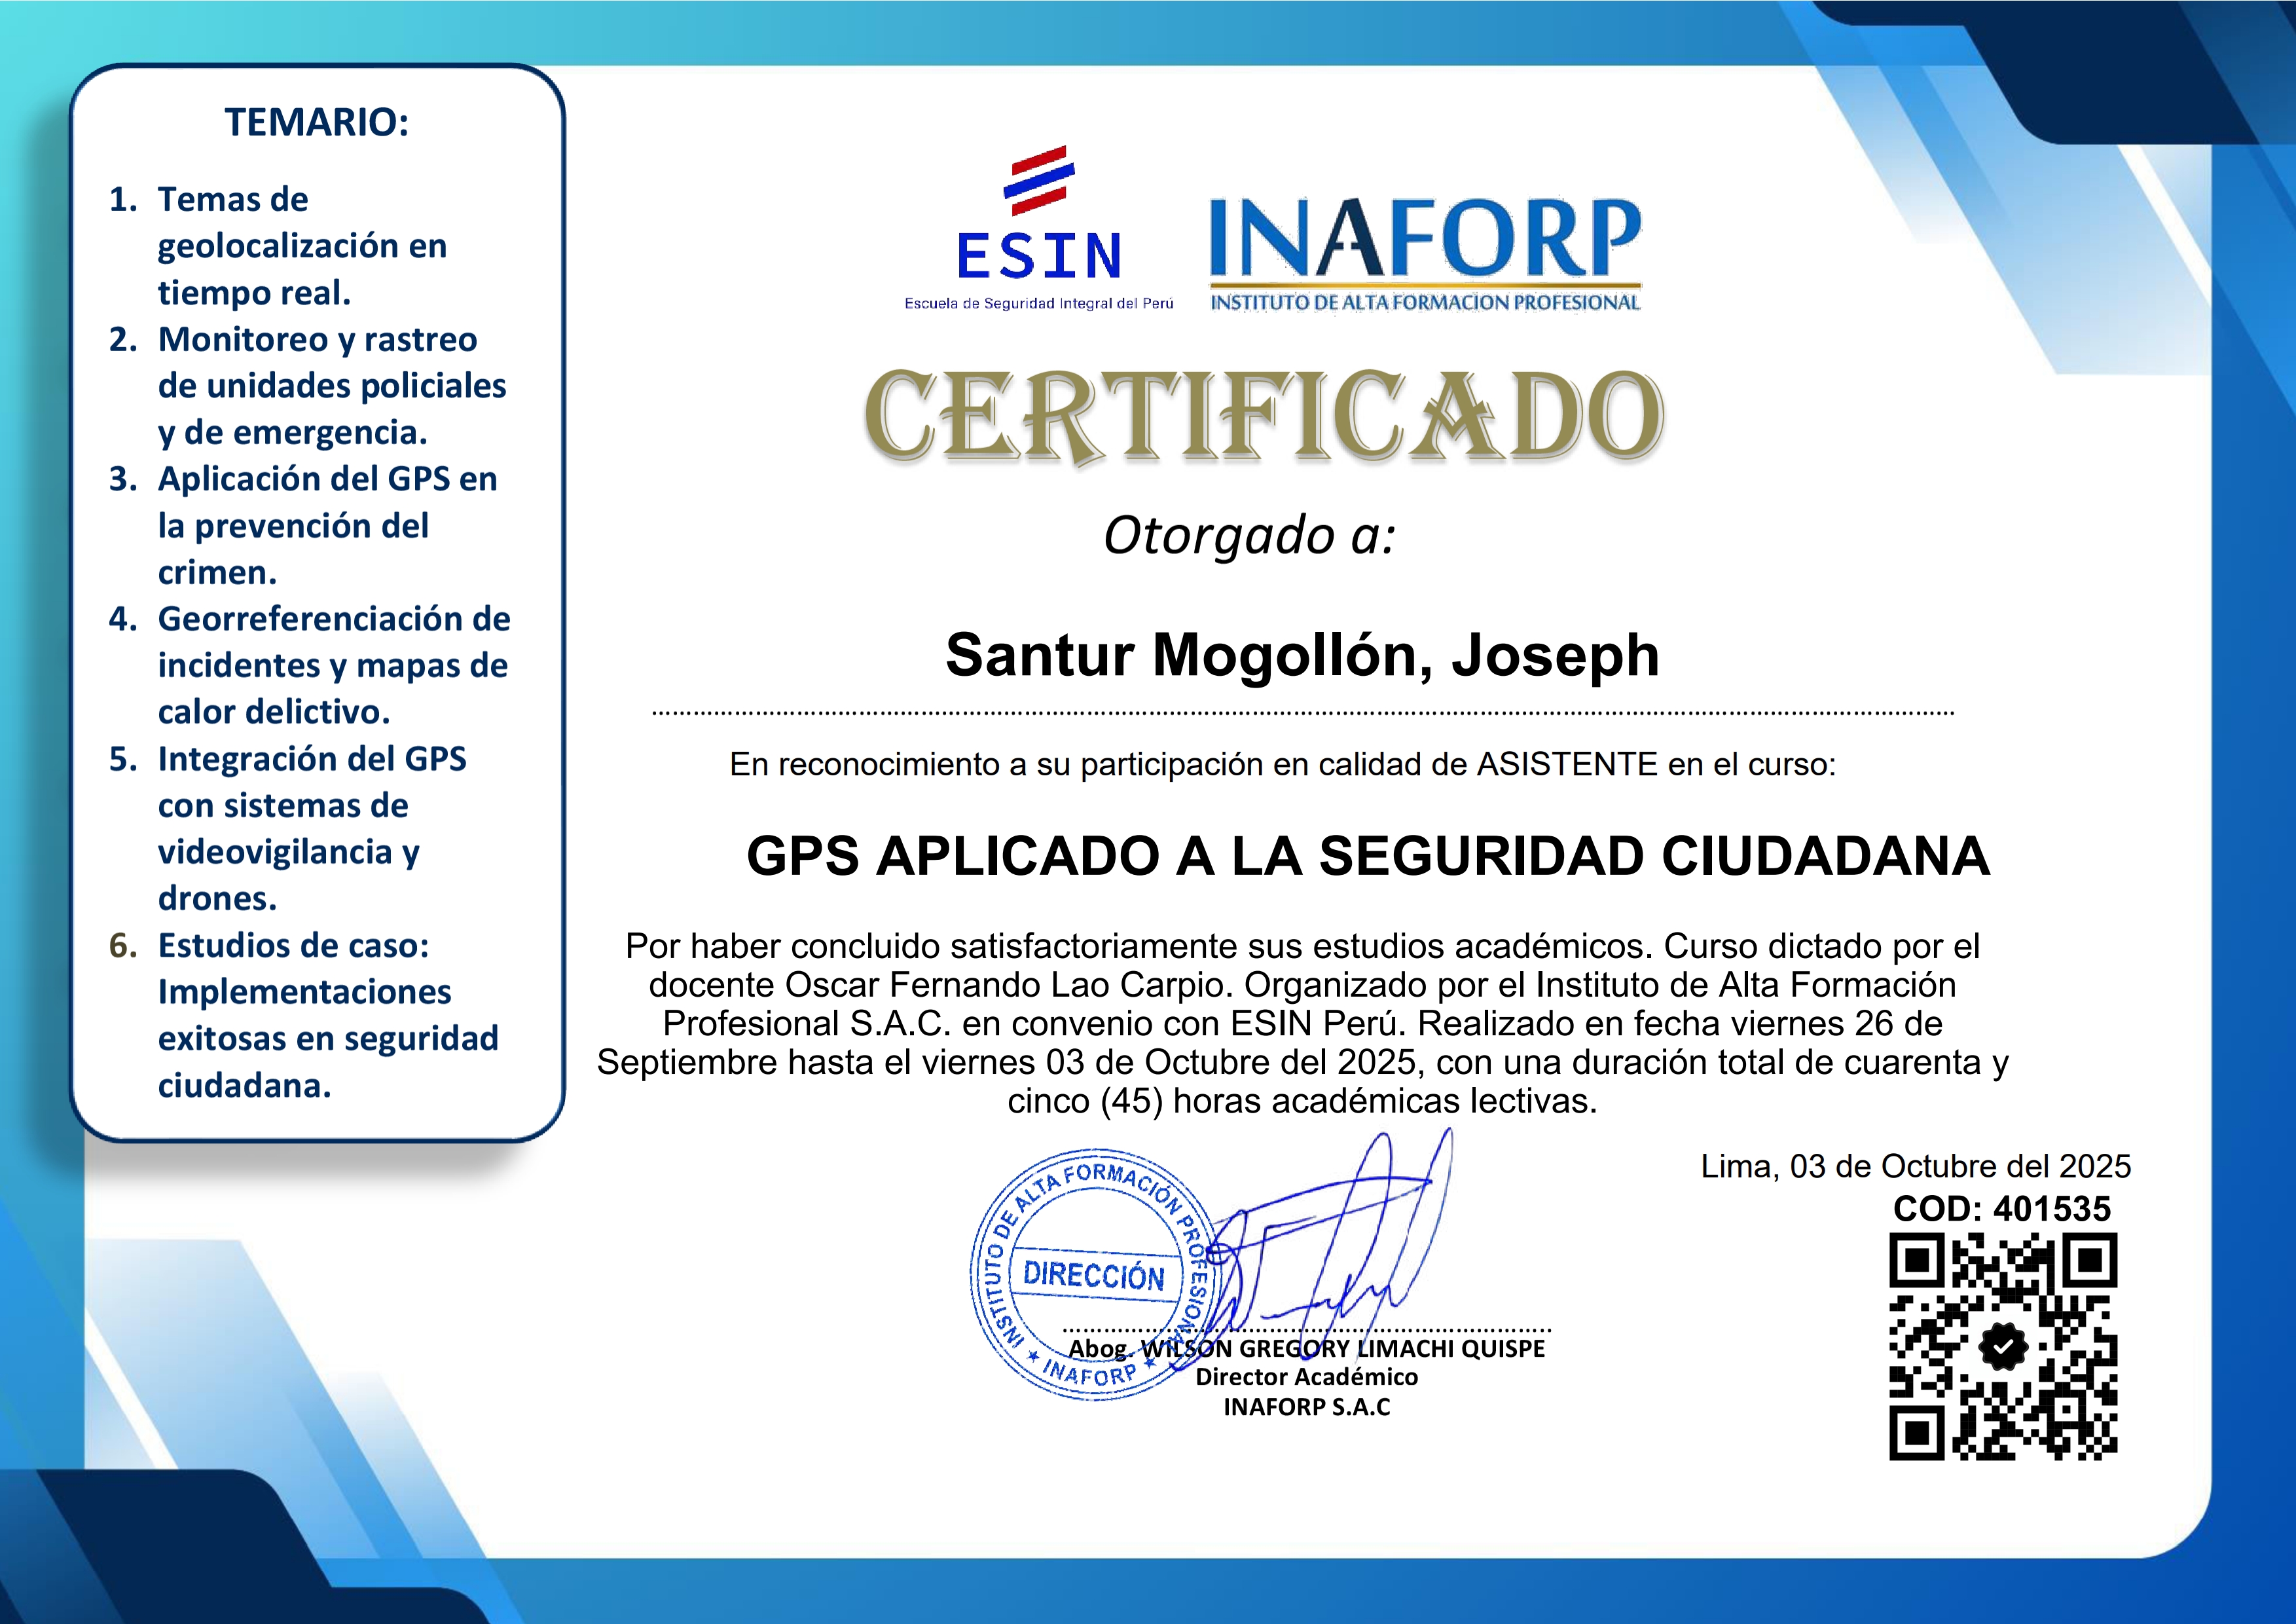 TEMARIO:
1. Temas de
geolocalización en
tiempo real.
2. Monitoreo y rastreo
de unidades policiales
y de emergencia.
3. Aplicación del GPS en
la prevención del
crimen.
4. Georreferenciación de
incidentes y mapas de
calor delictivo.
5. Integración del GPS
con sistemas de
videovigilancia y
drones.
6. Estudios de caso:
Implementaciones
exitosas en seguridad
ciudadana.
ESIN
Escuela de Seguridad Integral del Perú
INAFORP
INSTITUTO DE ALTA FORMACION PROFESIONAL
CERTIFICADO
Otorgado a:
Santur Mogollón, Joseph
En reconocimiento a su participación en calidad de ASISTENTE en el curso:
GPS APLICADO A LA SEGURIDAD CIUDADANA
Por haber concluido satisfactoriamente sus estudios académicos. Curso dictado por el
docente Oscar Fernando Lao Carpio. Organizado por el Instituto de Alta Formación
Profesional S.A.C. en convenio con ESIN Perú. Realizado en fecha viernes 26 de
Septiembre hasta el viernes 03 de Octubre del 2025, con una duración total de cuarenta y
cinco (45) horas académicas lectivas.
Lima, 03 de Octubre del 2025
COD: 401535
INSTITUTO DE ALTA FORMACIÓN PROFESIONAL
DIRECCIÓN
★ INAFORP ★
Abog. WILSON GREGORY LIMACHI QUISPE
Director Académico
INAFORP S.A.C